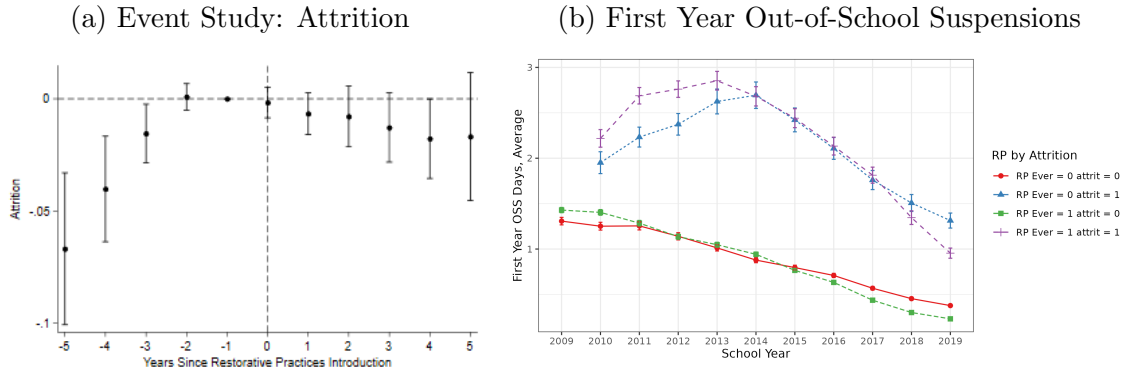 (a) Event Study: Attrition
0
-.05
-.1
Attrition
-5 -4 -3 -2 -1 0 1 2 3 4 5
Years Since Restorative Practices Introduction
(b) First Year Out-of-School Suspensions
3
2
1
First Year OSS Days, Average
2009 2010 2011 2012 2013 2014 2015 2016 2017 2018 2019
School Year
RP by Attrition
RP Ever = 0 attrit = 0
RP Ever = 0 attrit = 1
RP Ever = 1 attrit = 0
RP Ever = 1 attrit = 1